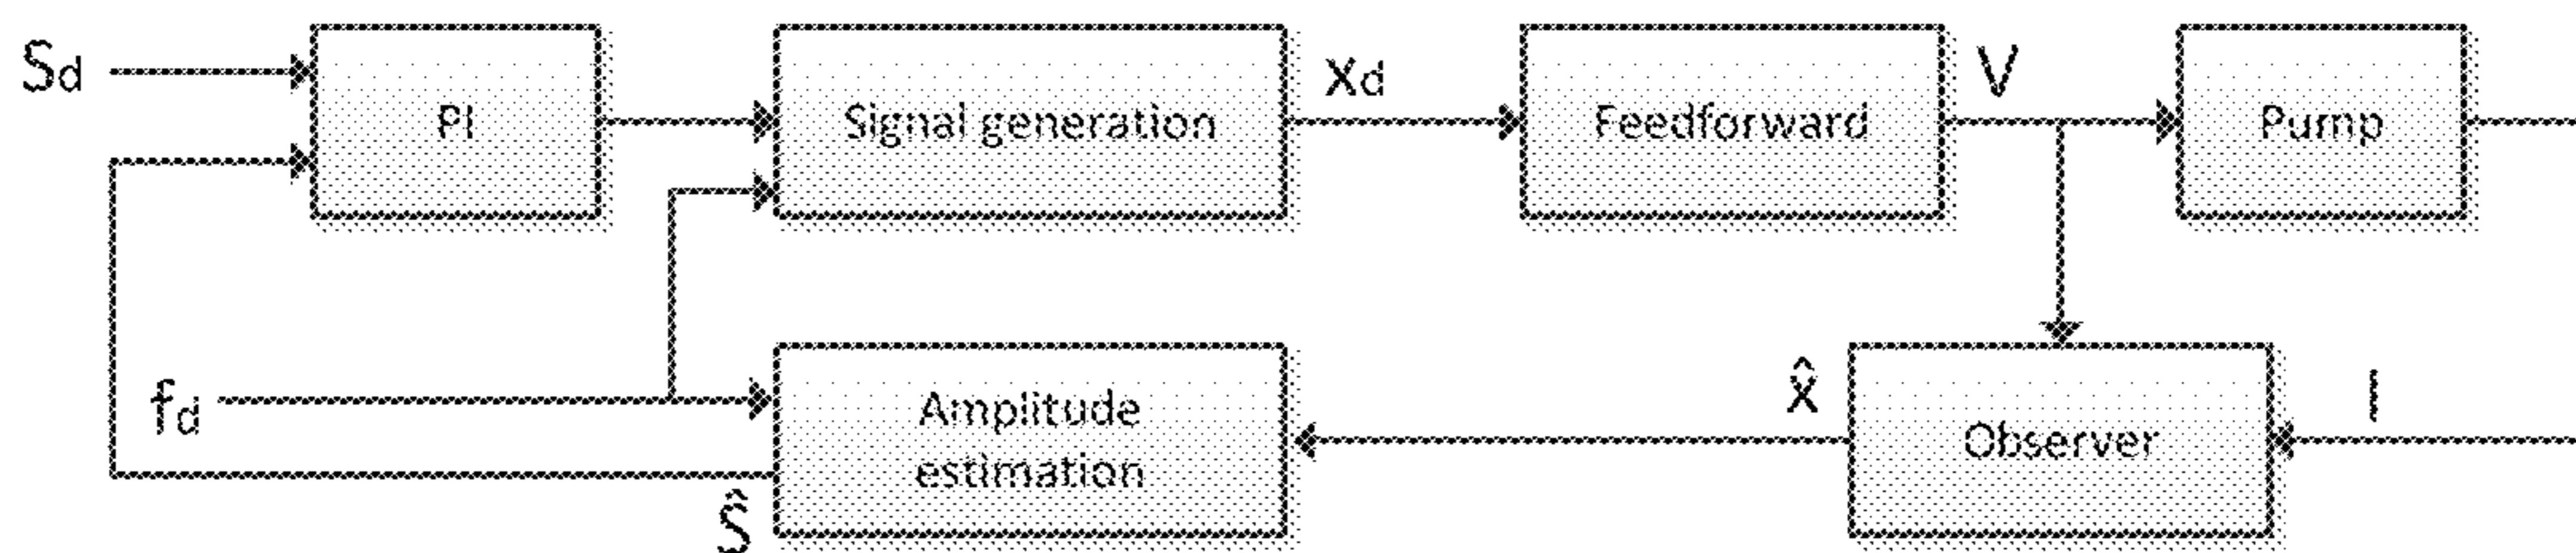 Sd
PI
Signal generation
xd
Feedforward
V
Pump
fd
Amplitude
estimation
x̂
Observer
I
Ŝ